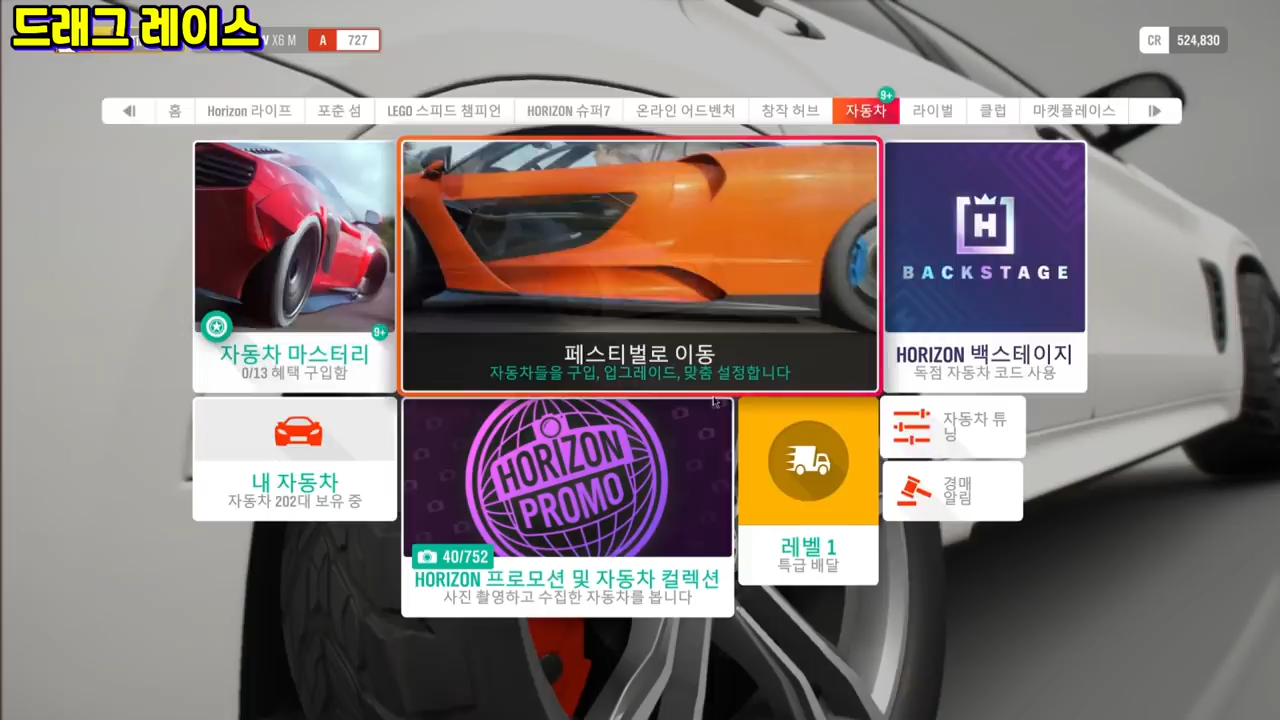 드래그 레이스
X6 M
A 727
CR 524,830
홈
Horizon 라이프
포춘 섬
LEGO 스피드 챔피언
HORIZON 슈퍼7
온라인 어드벤처
창작 허브
자동차
9+
라이벌
클럽
마켓플레이스
9+
자동차 마스터리
0/13 혜택 구입함
페스티벌로 이동
자동차들을 구입, 업그레이드, 맞춤 설정합니다
H
BACKSTAGE
HORIZON 백스테이지
독점 자동차 코드 사용
내 자동차
자동차 202대 보유 중
HORIZON
PROMO
40/752
HORIZON 프로모션 및 자동차 컬렉션
사진 촬영하고 수집한 자동차를 봅니다
레벨 1
특급 배달
자동차 튜
닝
경매
알림